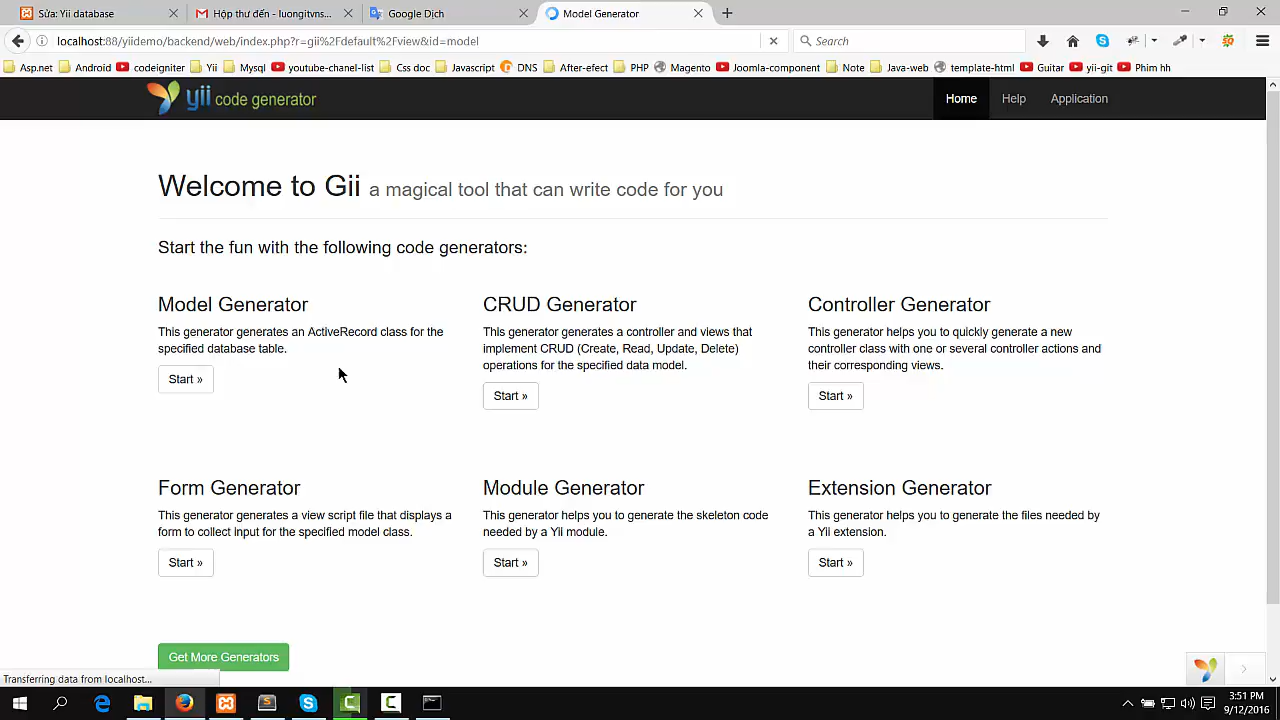 Sửa: Yii database
Hộp thư đến - luongitvns...
Google Dịch
Model Generator
localhost:88/yiidemo/backend/web/index.php?r=gii%2Fdefault%2Fview&id=model
Search
Asp.net
Android
codeigniter
Yii
Mysql
youtube-chanel-list
Css doc
Javascript
DNS
After-efect
PHP
Magento
Joomla-component
Note
Java-web
template-html
Guitar
yii-git
Phim hh
yii code generator
Home
Help
Application
Welcome to Gii a magical tool that can write code for you
Start the fun with the following code generators:
Model Generator
This generator generates an ActiveRecord class for the
specified database table.
Start »
CRUD Generator
This generator generates a controller and views that
implement CRUD (Create, Read, Update, Delete)
operations for the specified data model.
Start »
Controller Generator
This generator helps you to quickly generate a new
controller class with one or several controller actions and
their corresponding views.
Start »
Form Generator
This generator generates a view script file that displays a
form to collect input for the specified model class.
Start »
Module Generator
This generator helps you to generate the skeleton code
needed by a Yii module.
Start »
Extension Generator
This generator helps you to generate the files needed by
a Yii extension.
Start »
Get More Generators
Transferring data from localhost...
3:51 PM
9/12/2016